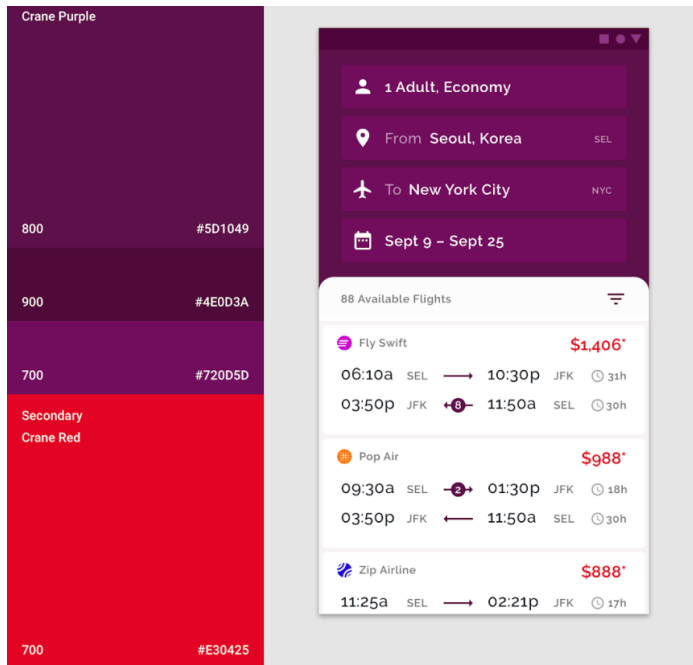 Crane Purple
800 #5D1049
900 #4E0D3A
700 #720D5D
Secondary
Crane Red
700 #E30425
1 Adult, Economy
From Seoul, Korea SEL
To New York City NYC
Sept 9 – Sept 25
88 Available Flights
Fly Swift $1,406*
06:10a SEL 10:30p JFK 31h
03:50p JFK 8 11:50a SEL 30h
Pop Air $988*
09:30a SEL 2 01:30p JFK 18h
03:50p JFK 11:50a SEL 30h
Zip Airline $888*
11:25a SEL 02:21p JFK 17h